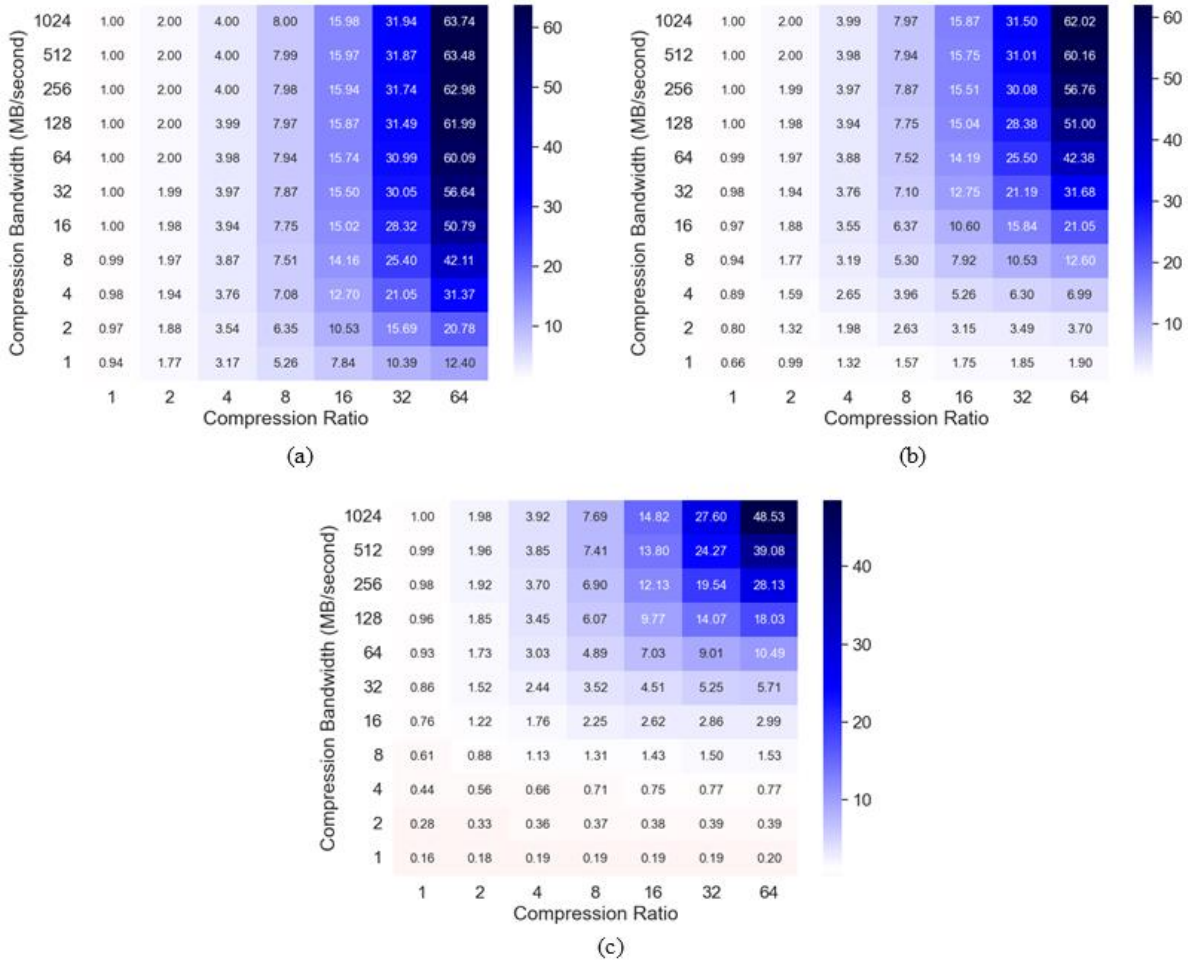 1024 1.00 2.00 4.00 8.00 15.98 31.94 63.74
512 1.00 2.00 4.00 7.99 15.97 31.87 63.48
256 1.00 2.00 4.00 7.98 15.94 31.74 62.98
128 1.00 2.00 3.99 7.97 15.87 31.49 61.99
64 1.00 2.00 3.98 7.94 15.74 30.99 60.09
32 1.00 1.99 3.97 7.87 15.50 30.05 56.64
16 1.00 1.98 3.94 7.75 15.02 28.32 50.79
8 0.99 1.97 3.87 7.51 14.16 25.40 42.11
4 0.98 1.94 3.76 7.08 12.70 21.05 31.37
2 0.97 1.88 3.54 6.35 10.53 15.69 20.78
1 0.94 1.77 3.17 5.26 7.84 10.39 12.40
1 2 4 8 16 32 64
Compression Ratio
Compression Bandwidth (MB/second)
60
50
40
30
20
10
(a)
1024 1.00 2.00 3.99 7.97 15.87 31.50 62.02
512 1.00 2.00 3.98 7.94 15.75 31.01 60.16
256 1.00 1.99 3.97 7.87 15.51 30.08 56.76
128 1.00 1.98 3.94 7.75 15.04 28.38 51.00
64 0.99 1.97 3.88 7.52 14.19 25.50 42.38
32 0.98 1.94 3.76 7.10 12.75 21.19 31.68
16 0.97 1.88 3.55 6.37 10.60 15.84 21.05
8 0.94 1.77 3.19 5.30 7.92 10.53 12.60
4 0.89 1.59 2.65 3.96 5.26 6.30 6.99
2 0.80 1.32 1.98 2.63 3.15 3.49 3.70
1 0.66 0.99 1.32 1.57 1.75 1.85 1.90
1 2 4 8 16 32 64
Compression Ratio
Compression Bandwidth (MB/second)
60
50
40
30
20
10
(b)
1024 1.00 1.98 3.92 7.69 14.82 27.60 48.53
512 0.99 1.96 3.85 7.41 13.80 24.27 39.08
256 0.98 1.92 3.70 6.90 12.13 19.54 28.13
128 0.96 1.85 3.45 6.07 9.77 14.07 18.03
64 0.93 1.73 3.03 4.89 7.03 9.01 10.49
32 0.86 1.52 2.44 3.52 4.51 5.25 5.71
16 0.76 1.22 1.76 2.25 2.62 2.86 2.99
8 0.61 0.88 1.13 1.31 1.43 1.50 1.53
4 0.44 0.56 0.66 0.71 0.75 0.77 0.77
2 0.28 0.33 0.36 0.37 0.38 0.39 0.39
1 0.16 0.18 0.19 0.19 0.19 0.19 0.20
1 2 4 8 16 32 64
Compression Ratio
Compression Bandwidth (MB/second)
40
30
20
10
(c)